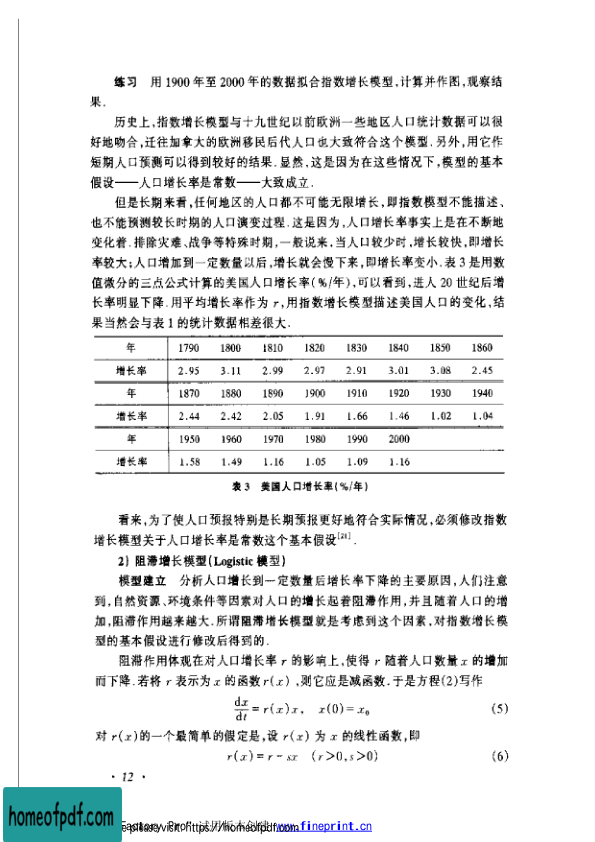 练习 用 1900 年至 2000 年的数据拟合指数增长模型,计算并作图,观察结
果.
历史上,指数增长模型与十九世纪以前欧洲一些地区人口统计数据可以很
好地吻合,迁往加拿大的欧洲移民后代人口也大致符合这个模型.另外,用它作
短期人口预测可以得到较好的结果.显然,这是因为在这些情况下,模型的基本
假设——人口增长率是常数——大致成立.
但是长期来看,任何地区的人口都不可能无限增长,即指数模型不能描述、
也不能预测较长时期的人口演变过程.这是因为,人口增长率事实上是在不断地
变化着.排除灾难、战争等特殊时期,一般说来,当人口较少时,增长较快,即增长
率较大;人口增加到一定数量以后,增长就会慢下来,即增长率变小.表 3 是用数
值微分的三点公式计算的美国人口增长率(%/年),可以看到,进入 20 世纪后增
长率明显下降.用平均增长率作为 r,用指数增长模型描述美国人口的变化,结
果当然会与表 1 的统计数据相差很大.
年 1790 1800 1810 1820 1830 1840 1850 1860
增长率 2.95 3.11 2.99 2.97 2.91 3.01 3.08 2.45
年 1870 1880 1890 1900 1910 1920 1930 1940
增长率 2.44 2.42 2.05 1.91 1.66 1.46 1.02 1.04
年 1950 1960 1970 1980 1990 2000
增长率 1.58 1.49 1.16 1.05 1.09 1.16
表 3 美国人口增长率(%/年)
看来,为了使人口预报特别是长期预报更好地符合实际情况,必须修改指数
增长模型关于人口增长率是常数这个基本假设[21].
2) 阻滞增长模型(Logistic 模型)
模型建立 分析人口增长到一定数量后增长率下降的主要原因,人们注意
到,自然资源、环境条件等因素对人口的增长起着阻滞作用,并且随着人口的增
加,阻滞作用越来越大.所谓阻滞增长模型就是考虑到这个因素,对指数增长模
型的基本假设进行修改后得到的.
阻滞作用体现在对人口增长率 r 的影响上,使得 r 随着人口数量 x 的增加
而下降.若将 r 表示为 x 的函数 r(x),则它应是减函数.于是方程(2)写作
dx/dt = r(x)x, x(0) = x₀ (5)
对 r(x)的一个最简单的假定是,设 r(x) 为 x 的线性函数,即
r(x) = r - sx (r>0,s>0) (6)
· 12 ·
homeofpdf.com
Factory Pro" 试用版本创建 www.fineprint.cn
please visit: https://homeofpdf.com